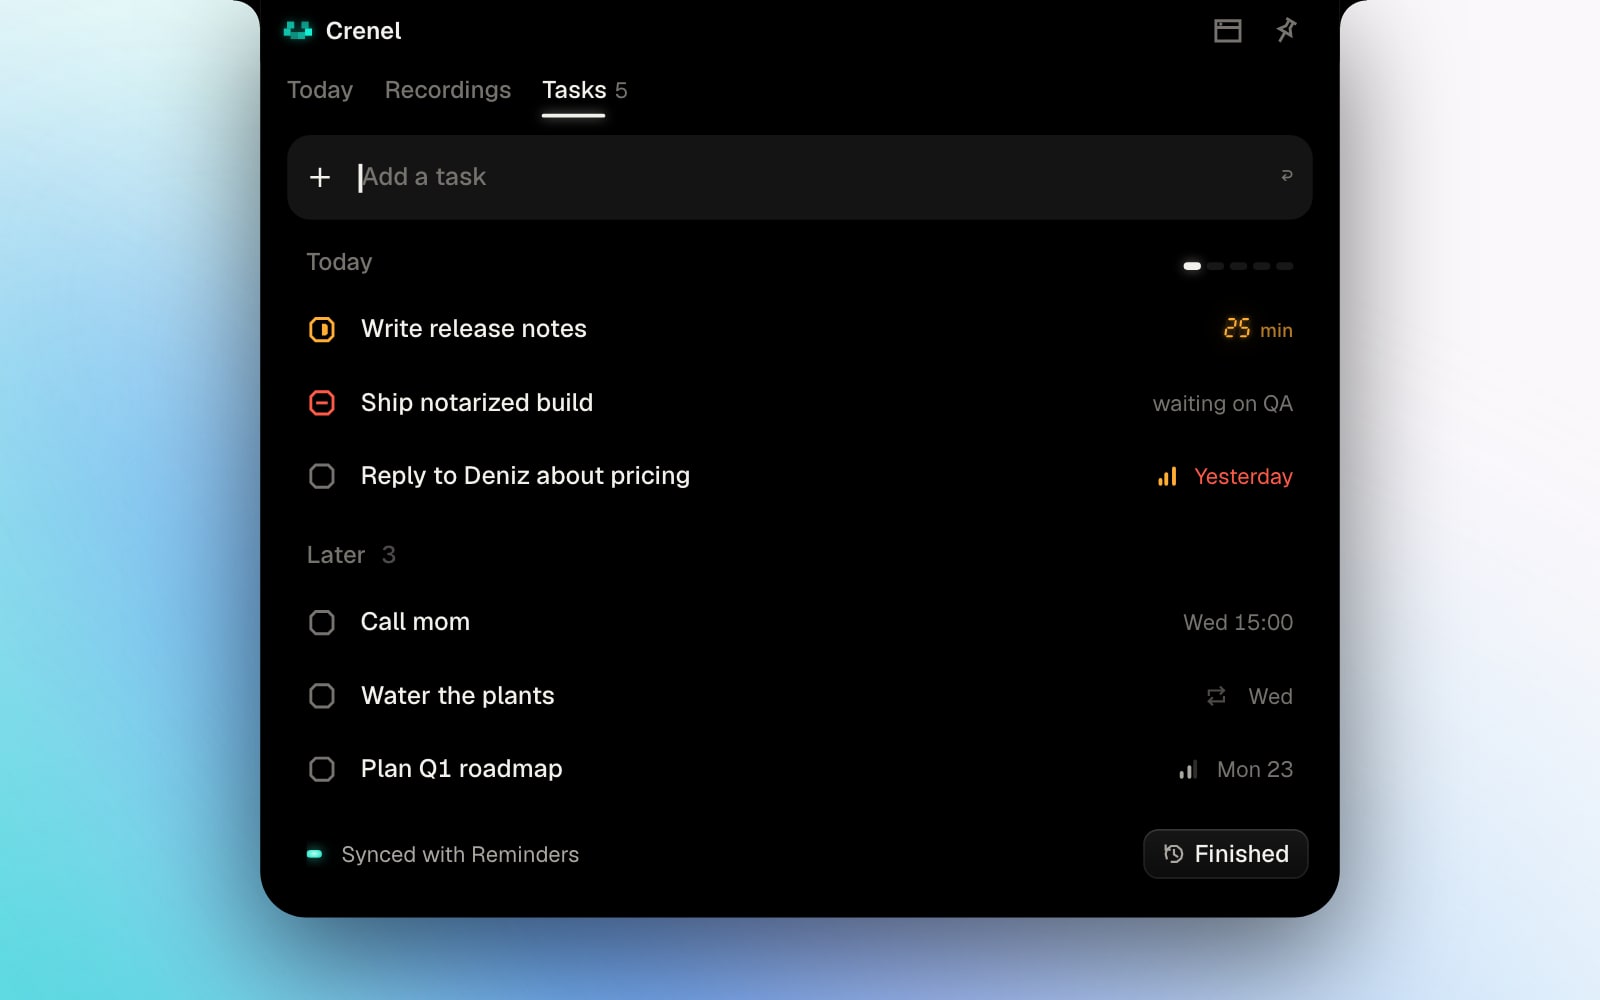 Crenel
Today Recordings Tasks 5
Add a task
Today
Write release notes 25 min
Ship notarized build waiting on QA
Reply to Deniz about pricing Yesterday
Later 3
Call mom Wed 15:00
Water the plants Wed
Plan Q1 roadmap Mon 23
Synced with Reminders Finished